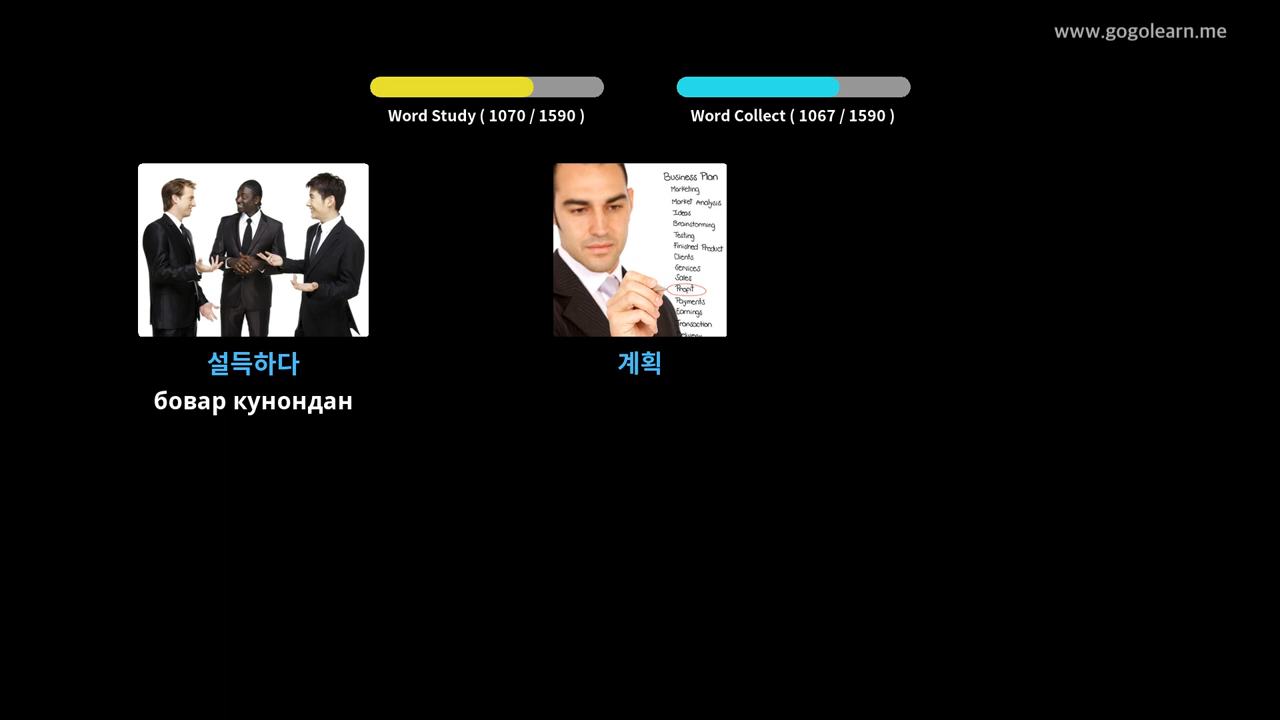 www.gogolearn.me
Word Study ( 1070 / 1590 )
Word Collect ( 1067 / 1590 )
Business Plan
Marketing
Market Analysis
Ideas
Brainstorming
Testing
Finished Product
Clients
Services
Sales
Profit
Payments
Earnings
Transaction
설득하다
계획
бовар кунондан